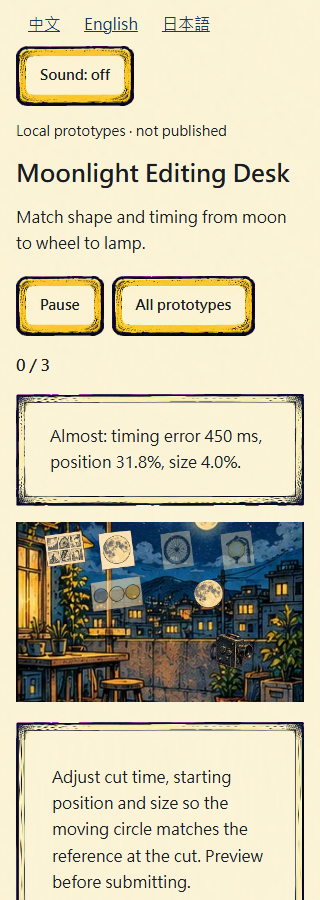 中文 English 日本語
Sound: off
Local prototypes · not published
Moonlight Editing Desk
Match shape and timing from moon
to wheel to lamp.
Pause All prototypes
0 / 3
Almost: timing error 450 ms,
position 31.8%, size 4.0%.
Adjust cut time, starting
position and size so the
moving circle matches the
reference at the cut. Preview
before submitting.